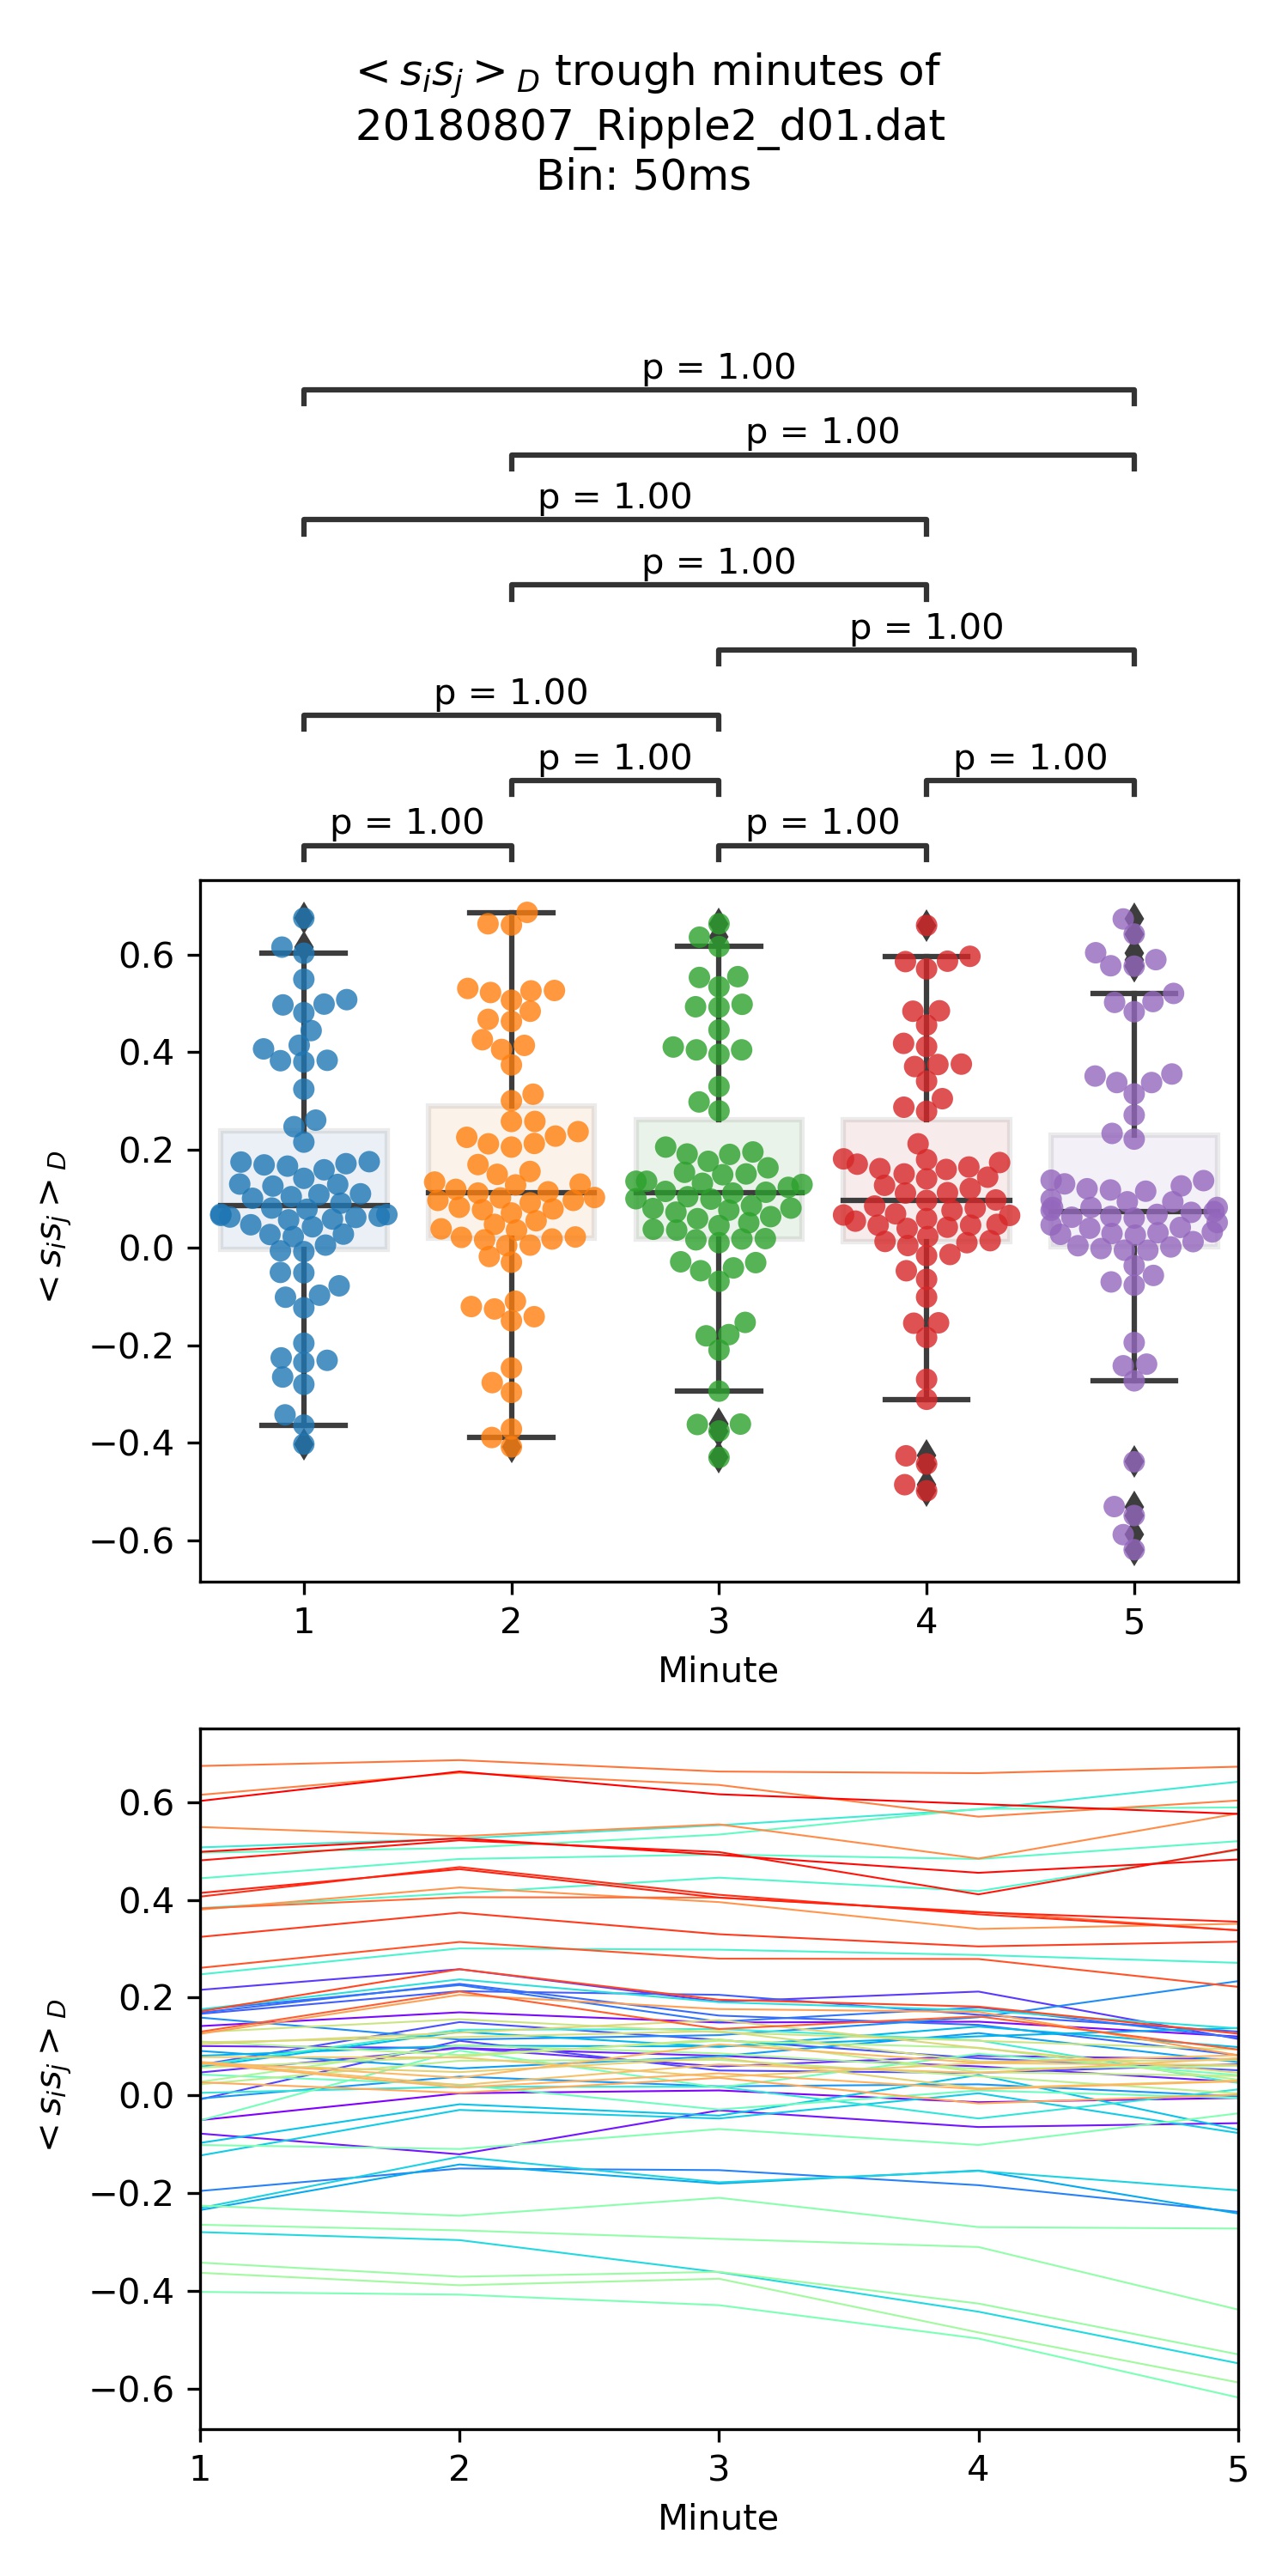 < s_i s_j >_D trough minutes of
20180807_Ripple2_d01.dat
Bin: 50ms
p = 1.00
p = 1.00
p = 1.00
p = 1.00
p = 1.00
p = 1.00
p = 1.00 p = 1.00
p = 1.00 p = 1.00
< s_i s_j >_D
0.6
0.4
0.2
0.0
−0.2
−0.4
−0.6
1 2 3 4 5
Minute
< s_i s_j >_D
0.6
0.4
0.2
0.0
−0.2
−0.4
−0.6
1 2 3 4 5
Minute